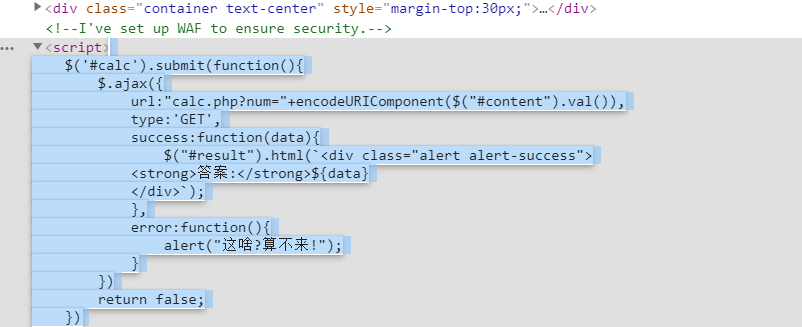 ▶<div class="container text-center" style="margin-top:30px;">…</div>
<!--I've set up WAF to ensure security.-->
… ▼<script>
$('#calc').submit(function(){
$.ajax({
url:"calc.php?num="+encodeURIComponent($("#content").val()),
type:'GET',
success:function(data){
$("#result").html(`<div class="alert alert-success">
<strong>答案:</strong>${data}
</div>`);
},
error:function(){
alert("这啥?算不来!");
}
})
return false;
})